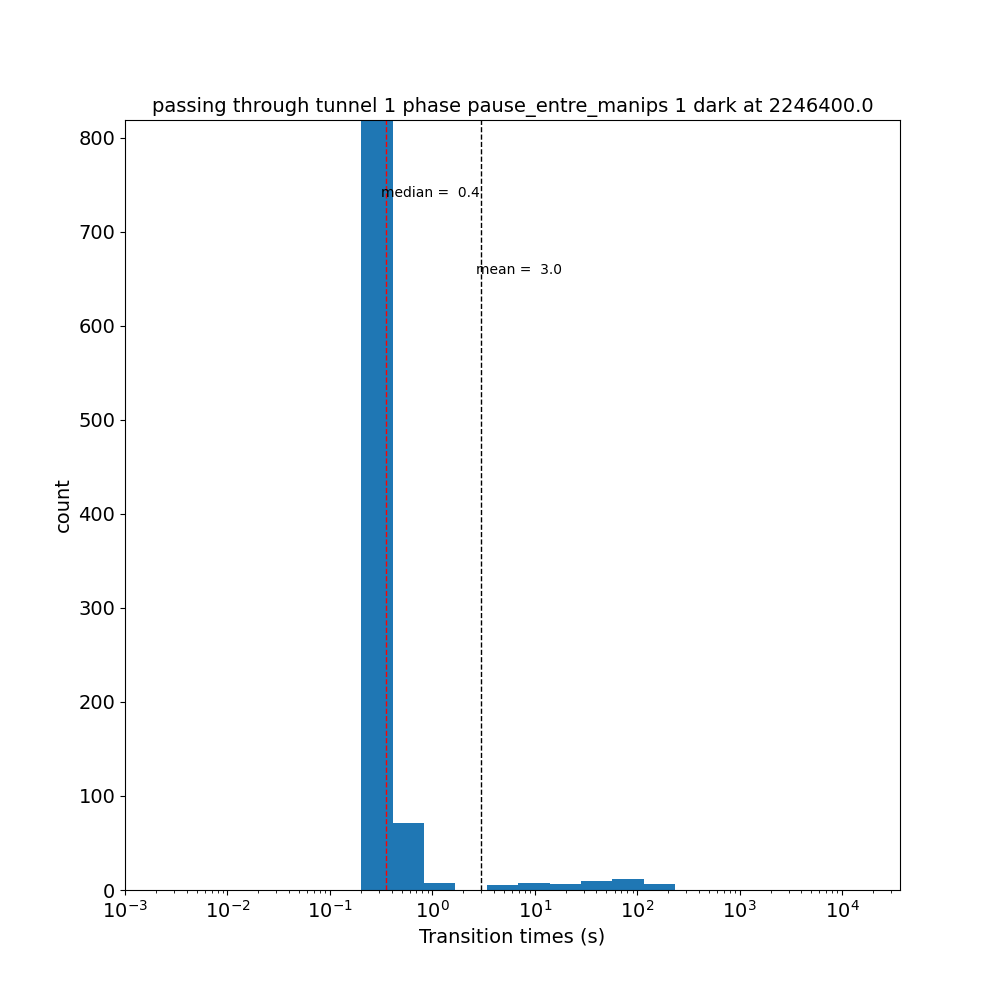 passing through tunnel 1 phase pause_entre_manips 1 dark at 2246400.0
800
median =  0.4
700
mean =  3.0
600
500
400
300
200
100
0
count
10⁻³ 10⁻² 10⁻¹ 10⁰ 10¹ 10² 10³ 10⁴
Transition times (s)